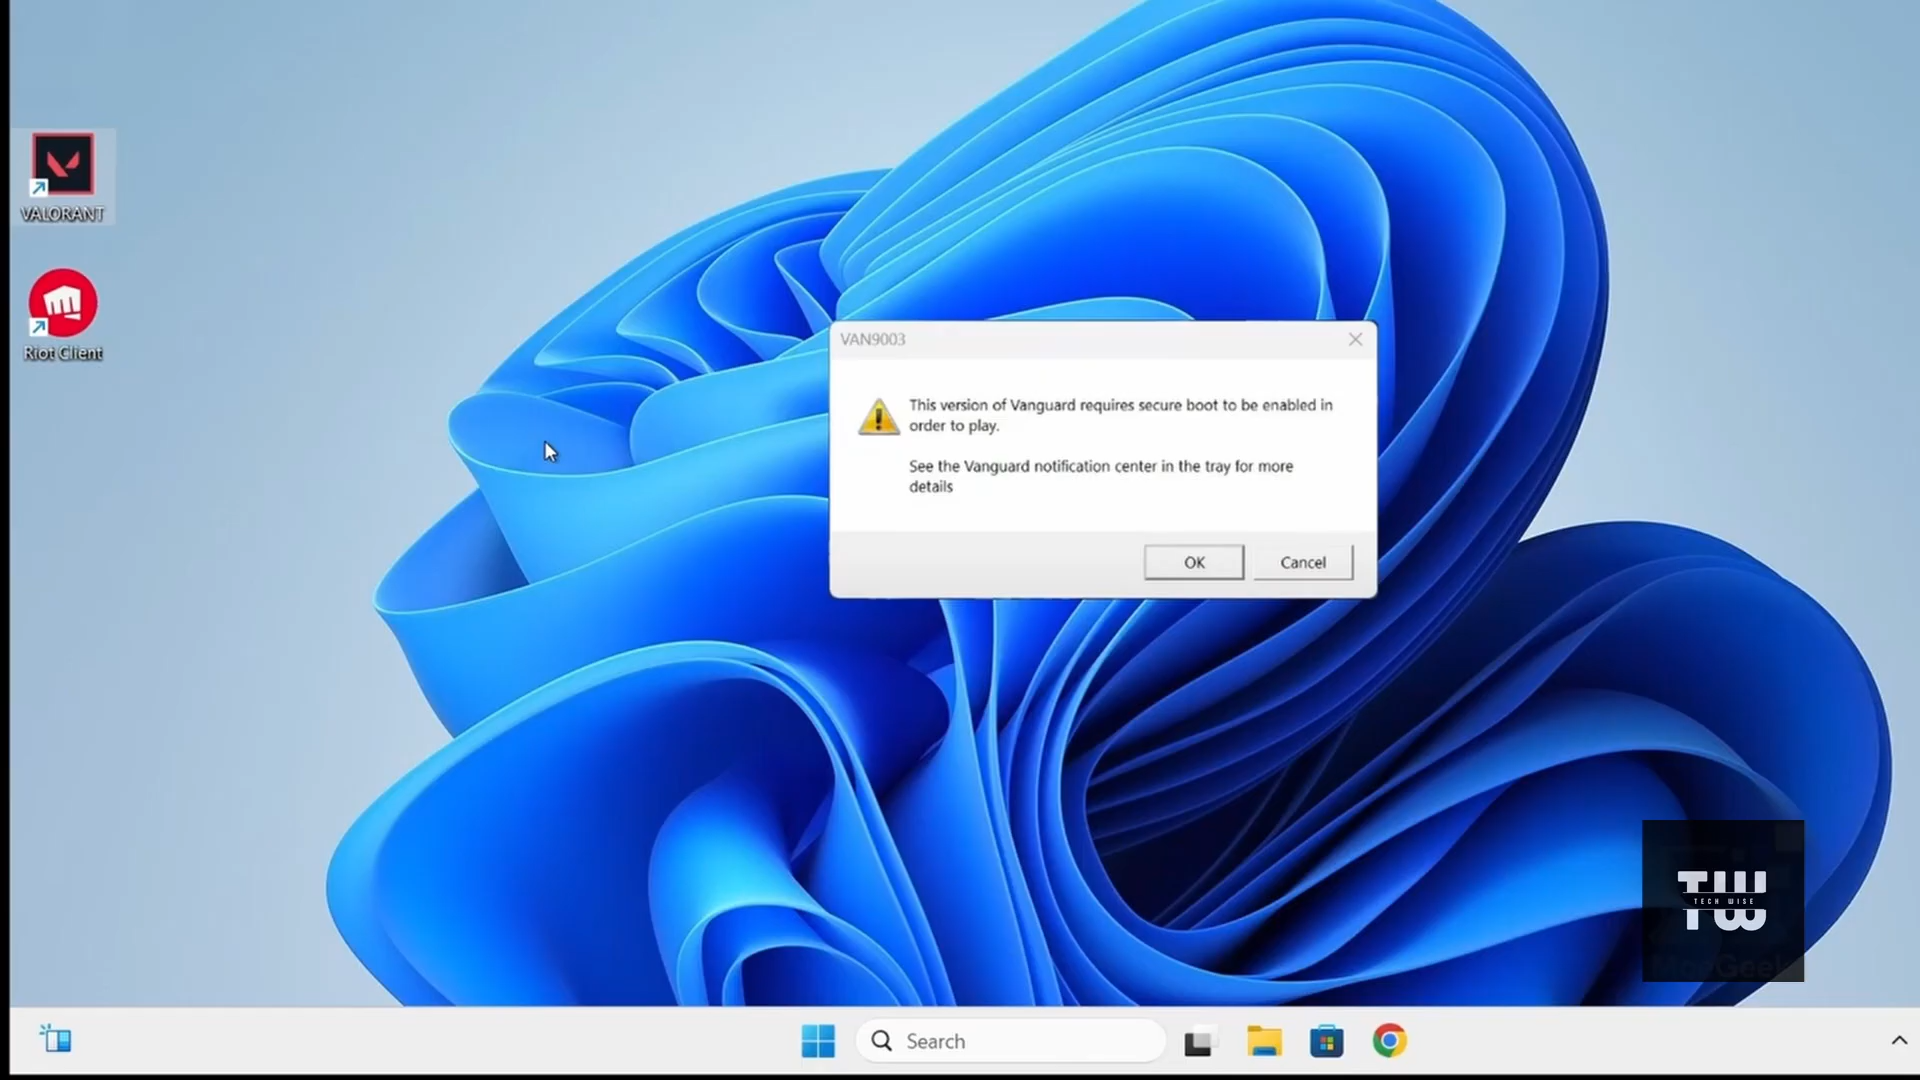 VALORANT
Riot Client
VAN9003
This version of Vanguard requires secure boot to be enabled in
order to play.
See the Vanguard notification center in the tray for more
details
OK
Cancel
TW
TECH WISE
Search